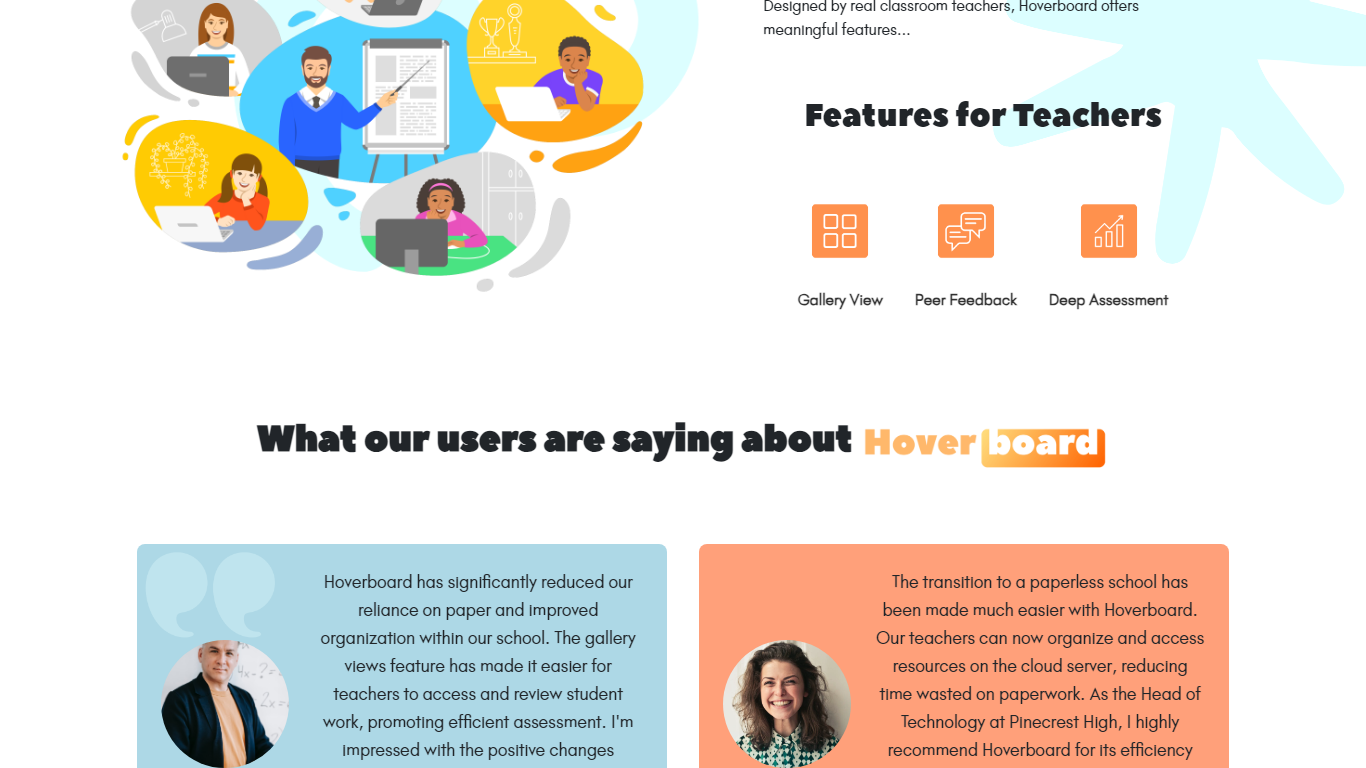 Designed by real classroom teachers, Hoverboard offers
meaningful features...
Features for Teachers
Gallery View
Peer Feedback
Deep Assessment
What our users are saying about Hover board
Hoverboard has significantly reduced our
reliance on paper and improved
organization within our school. The gallery
views feature has made it easier for
teachers to access and review student
work, promoting efficient assessment. I'm
impressed with the positive changes
The transition to a paperless school has
been made much easier with Hoverboard.
Our teachers can now organize and access
resources on the cloud server, reducing
time wasted on paperwork. As the Head of
Technology at Pinecrest High, I highly
recommend Hoverboard for its efficiency